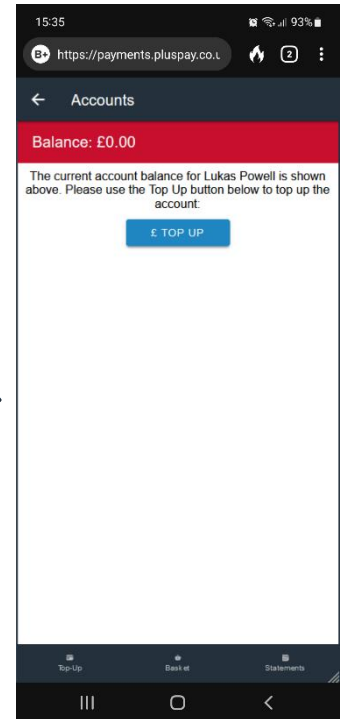 15:35
93%
B+ https://payments.pluspay.co.u
2
Accounts
Balance: £0.00
The current account balance for Lukas Powell is shown
above. Please use the Top Up button below to top up the
account:
£ TOP UP
Top-Up Basket Statements